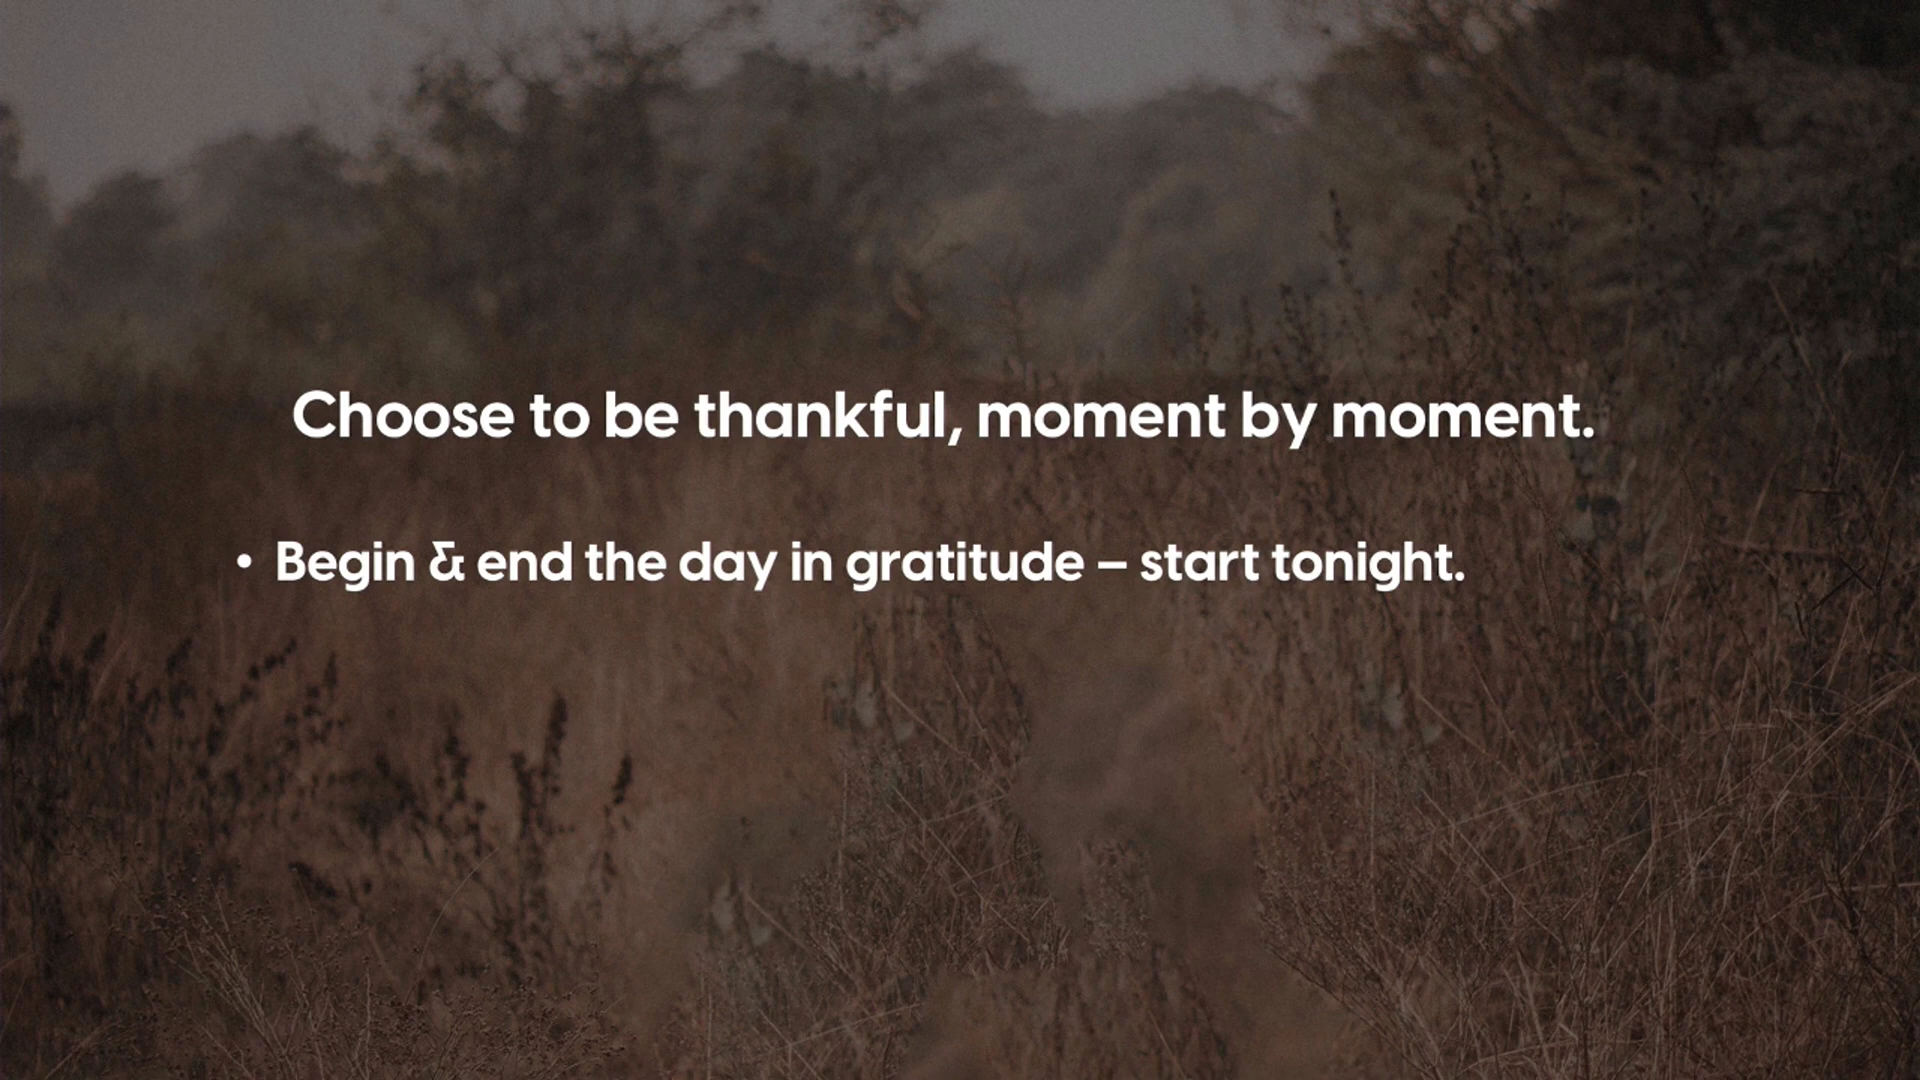 Choose to be thankful, moment by moment.
• Begin & end the day in gratitude – start tonight.